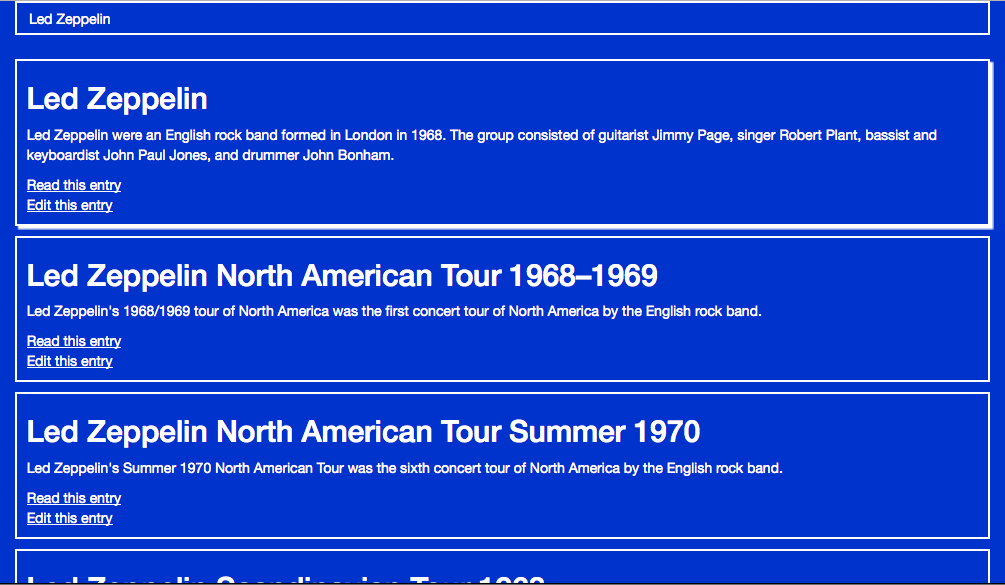 Led Zeppelin
Led Zeppelin
Led Zeppelin were an English rock band formed in London in 1968. The group consisted of guitarist Jimmy Page, singer Robert Plant, bassist and
keyboardist John Paul Jones, and drummer John Bonham.
Read this entry
Edit this entry
Led Zeppelin North American Tour 1968–1969
Led Zeppelin's 1968/1969 tour of North America was the first concert tour of North America by the English rock band.
Read this entry
Edit this entry
Led Zeppelin North American Tour Summer 1970
Led Zeppelin's Summer 1970 North American Tour was the sixth concert tour of North America by the English rock band.
Read this entry
Edit this entry
Led Zeppelin Scandinavian Tour